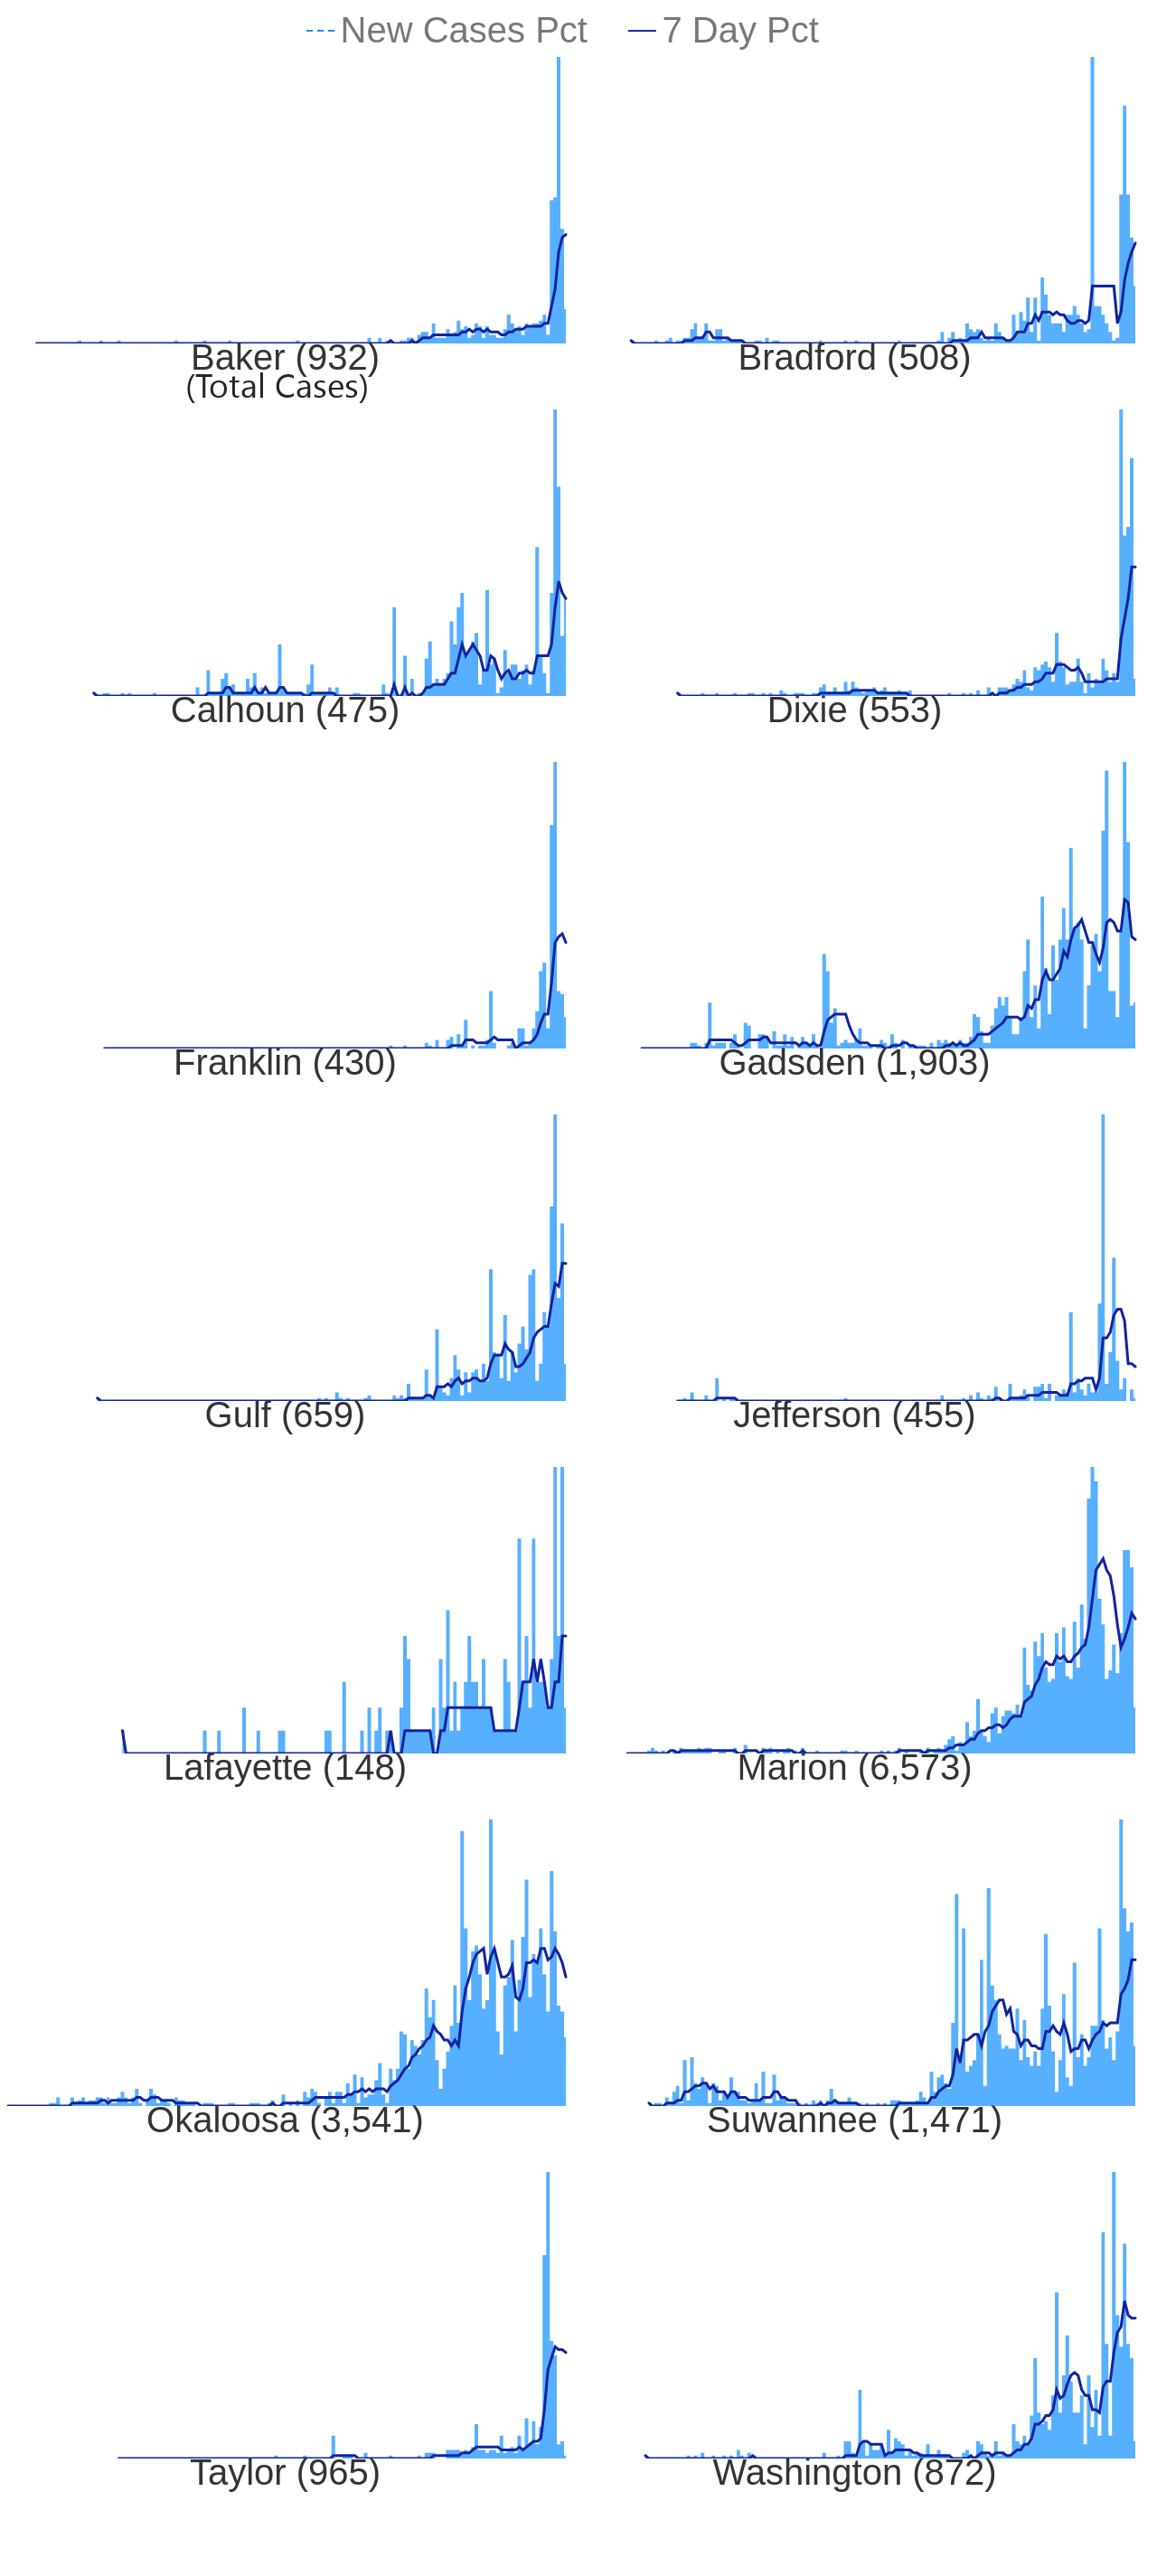 New Cases Pct 7 Day Pct
Baker (932) Bradford (508)
(Total Cases)
Calhoun (475) Dixie (553)
Franklin (430) Gadsden (1,903)
Gulf (659) Jefferson (455)
Lafayette (148) Marion (6,573)
Okaloosa (3,541) Suwannee (1,471)
Taylor (965) Washington (872)